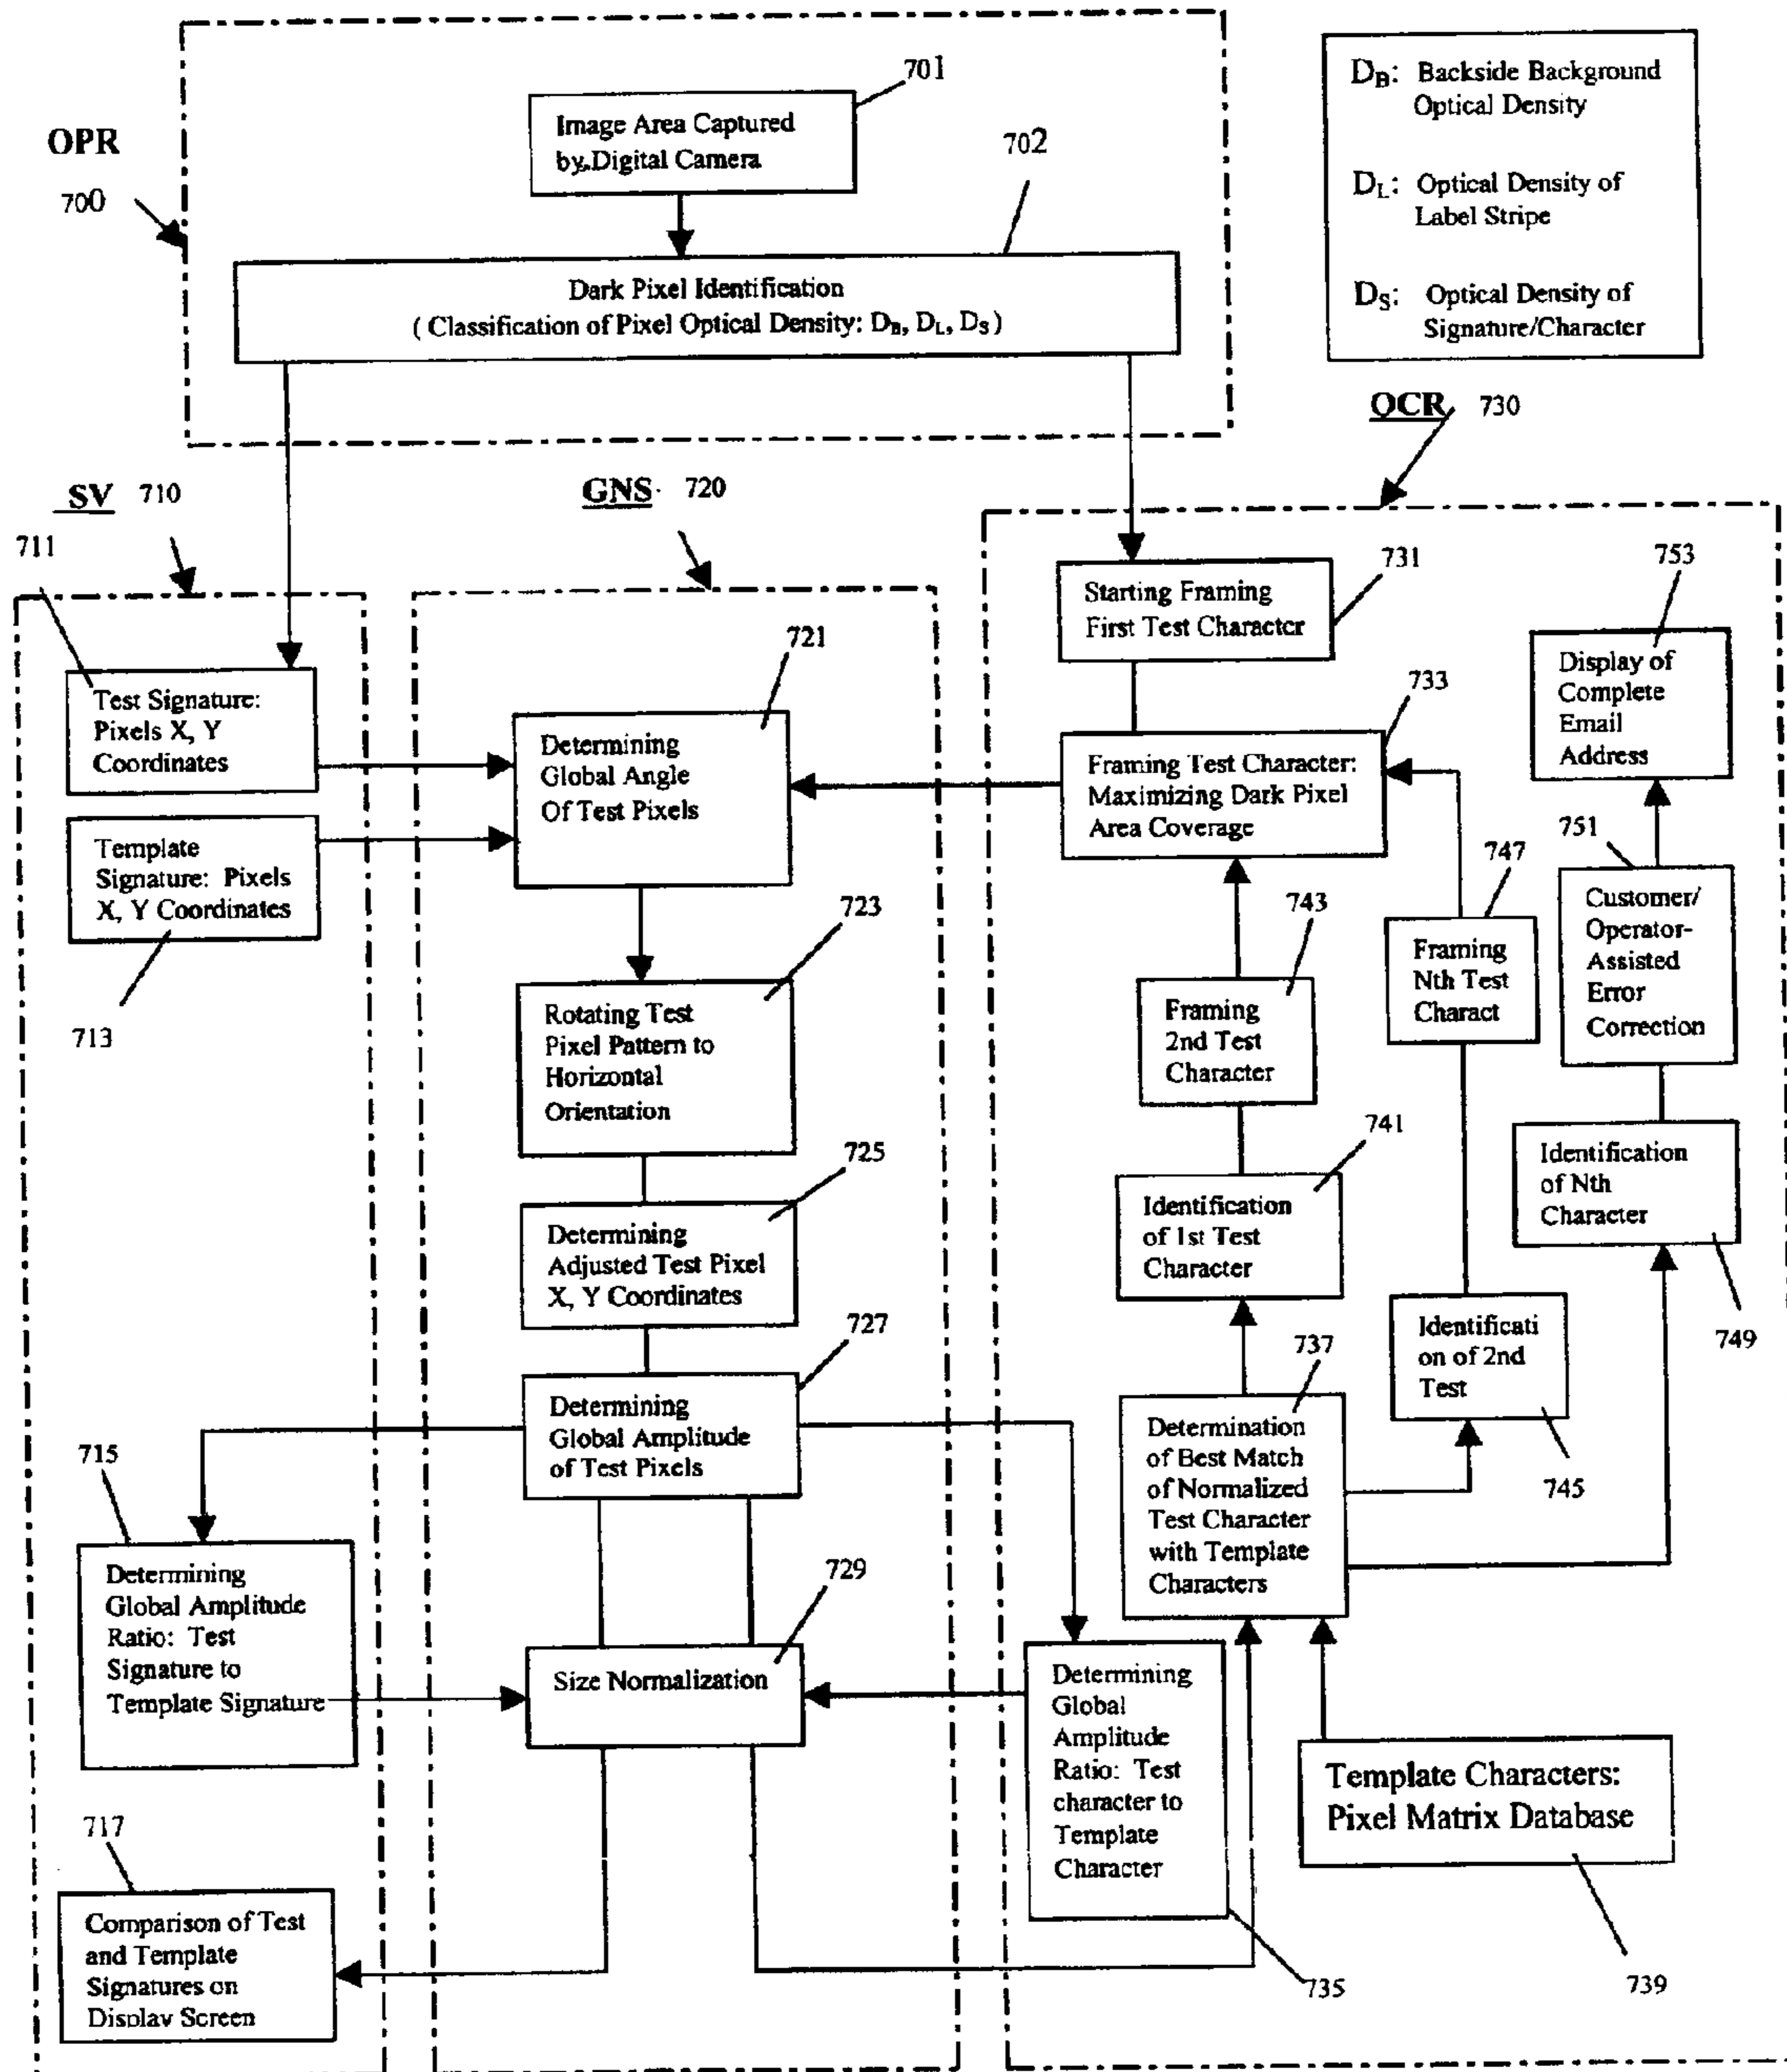 OPR
700
701
Image Area Captured
by Digital Camera
702
Dark Pixel Identification
( Classification of Pixel Optical Density: DB, DL, DS )
DB: Backside Background
Optical Density
DL: Optical Density of
Label Stripe
DS: Optical Density of
Signature/Character
SV 710
711
Test Signature:
Pixels X, Y
Coordinates
Template
Signature: Pixels
X, Y Coordinates
713
715
Determining
Global Amplitude
Ratio: Test
Signature to
Template Signature
717
Comparison of Test
and Template
Signatures on
Display Screen
GNS 720
721
Determining
Global Angle
Of Test Pixels
723
Rotating Test
Pixel Pattern to
Horizontal
Orientation
725
Determining
Adjusted Test Pixel
X, Y Coordinates
727
Determining
Global Amplitude
of Test Pixels
729
Size Normalization
OCR 730
731
Starting Framing
First Test Character
733
Framing Test Character:
Maximizing Dark Pixel
Area Coverage
743
Framing
2nd Test
Character
741
Identification
of 1st Test
Character
737
Determination
of Best Match
of Normalized
Test Character
with Template
Characters
Determining
Global
Amplitude
Ratio: Test
character to
Template
Character
735
747
Framing
Nth Test
Charact
Identificati
on of 2nd
Test
745
753
Display of
Complete
Email
Address
751
Customer/
Operator-
Assisted
Error
Correction
Identification
of Nth
Character
749
Template Characters:
Pixel Matrix Database
739